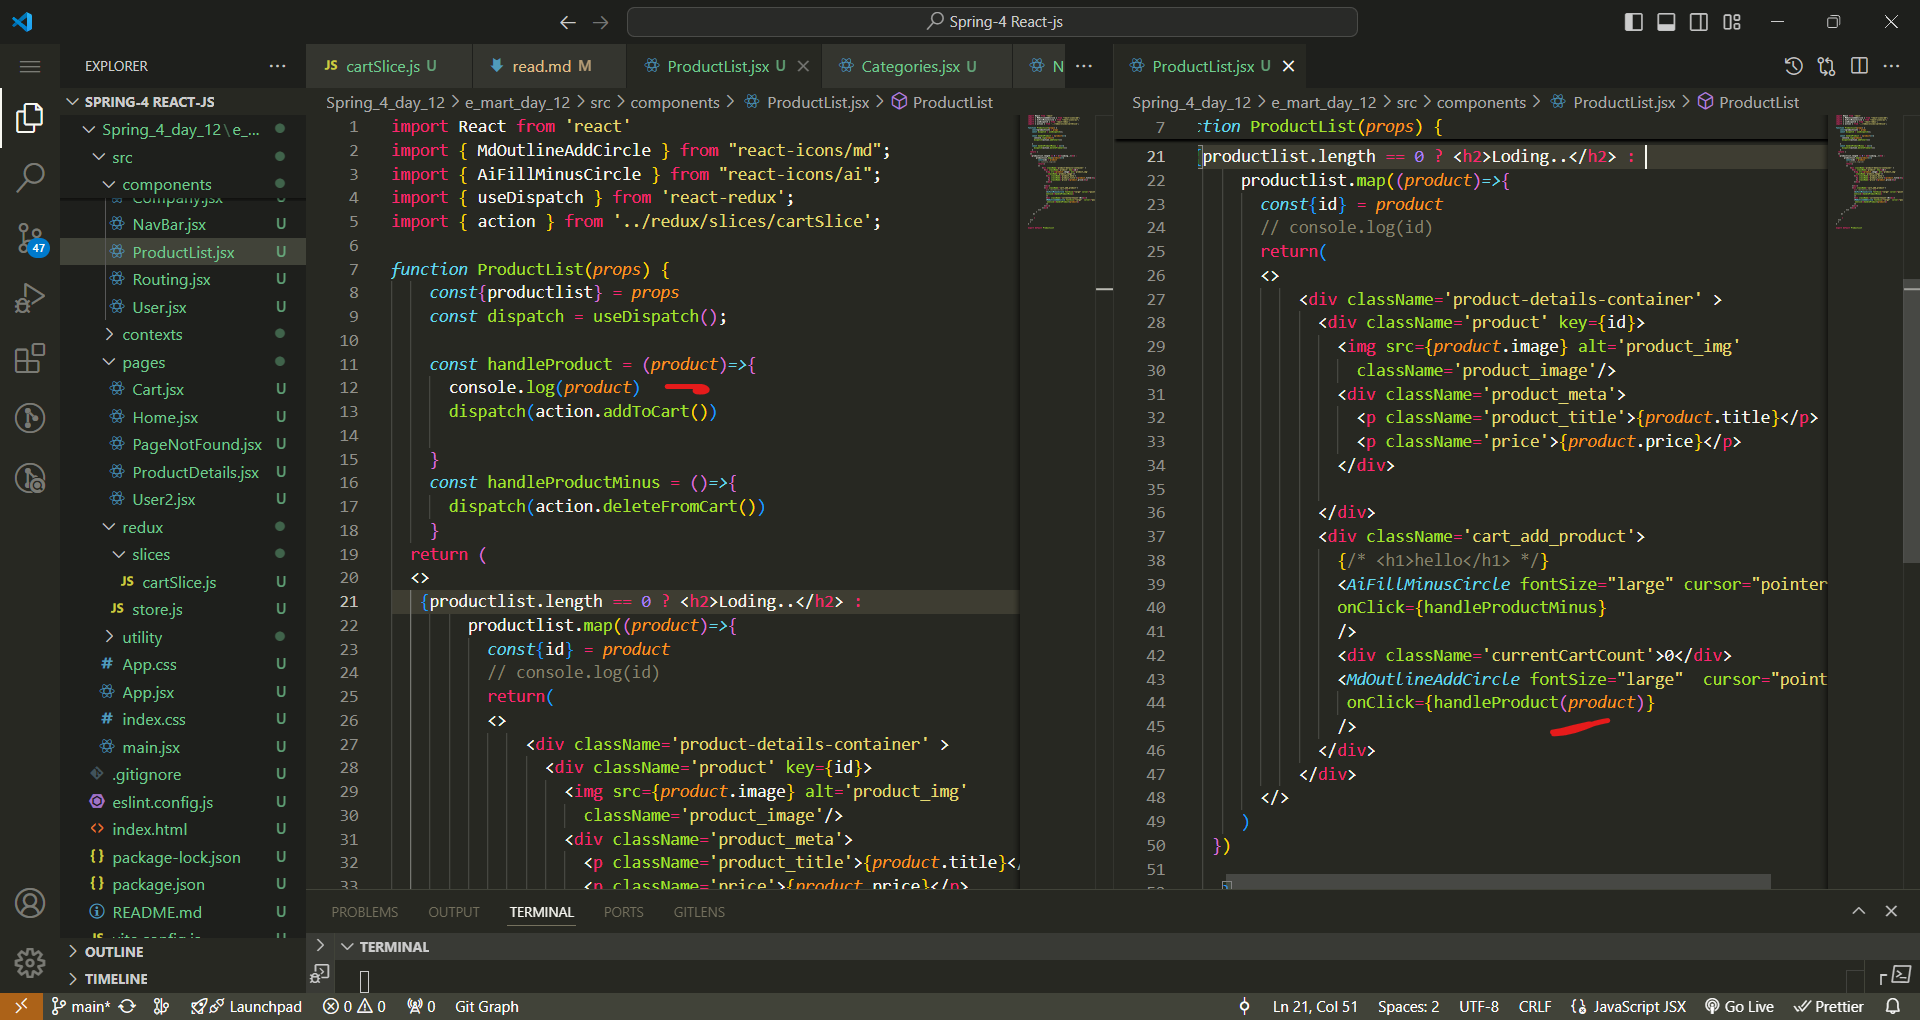 Spring-4 React-js
EXPLORER
SPRING-4 REACT-JS
Spring_4_day_12\e_...
src
components
Company.jsx
NavBar.jsx U
ProductList.jsx U
Routing.jsx U
User.jsx U
contexts
pages
Cart.jsx U
Home.jsx U
PageNotFound.jsx U
ProductDetails.jsx U
User2.jsx U
redux
slices
JS cartSlice.js U
JS store.js U
utility
# App.css U
App.jsx U
# index.css U
main.jsx U
.gitignore U
eslint.config.js U
<> index.html U
{} package-lock.json U
{} package.json U
README.md U
OUTLINE
TIMELINE
47
JS cartSlice.js U
read.md M
ProductList.jsx U
Categories.jsx U
N
Spring_4_day_12 > e_mart_day_12 > src > components > ProductList.jsx > ProductList
1 import React from 'react'
2 import { MdOutlineAddCircle } from "react-icons/md";
3 import { AiFillMinusCircle } from "react-icons/ai";
4 import { useDispatch } from 'react-redux';
5 import { action } from '../redux/slices/cartSlice';
6
7 function ProductList(props) {
8 const{productlist} = props
9 const dispatch = useDispatch();
10
11 const handleProduct = (product)=>{
12 console.log(product)
13 dispatch(action.addToCart())
14
15 }
16 const handleProductMinus = ()=>{
17 dispatch(action.deleteFromCart())
18 }
19 return (
20 <>
21 {productlist.length == 0 ? <h2>Loding..</h2> :
22 productlist.map((product)=>{
23 const{id} = product
24 // console.log(id)
25 return(
26 <>
27 <div className='product-details-container' >
28 <div className='product' key={id}>
29 <img src={product.image} alt='product_img'
30 className='product_image'/>
31 <div className='product_meta'>
32 <p className='product_title'>{product.title}</
33 <p className='price'>{product.price}</p>
ProductList.jsx U
Spring_4_day_12 > e_mart_day_12 > src > components > ProductList.jsx > ProductList
7 ction ProductList(props) {
21 {productlist.length == 0 ? <h2>Loding..</h2> :
22 productlist.map((product)=>{
23 const{id} = product
24 // console.log(id)
25 return(
26 <>
27 <div className='product-details-container' >
28 <div className='product' key={id}>
29 <img src={product.image} alt='product_img'
30 className='product_image'/>
31 <div className='product_meta'>
32 <p className='product_title'>{product.title}</p>
33 <p className='price'>{product.price}</p>
34 </div>
35
36 </div>
37 <div className='cart_add_product'>
38 {/* <h1>hello</h1> */}
39 <AiFillMinusCircle fontSize="large" cursor="pointer
40 onClick={handleProductMinus}
41 />
42 <div className='currentCartCount'>0</div>
43 <MdOutlineAddCircle fontSize="large" cursor="point
44 onClick={handleProduct(product)}
45 />
46 </div>
47 </div>
48 </>
49 )
50 })
51
PROBLEMS OUTPUT TERMINAL PORTS GITLENS
TERMINAL
main* Launchpad 0 0 0 Git Graph
Ln 21, Col 51 Spaces: 2 UTF-8 CRLF JavaScript JSX Go Live Prettier